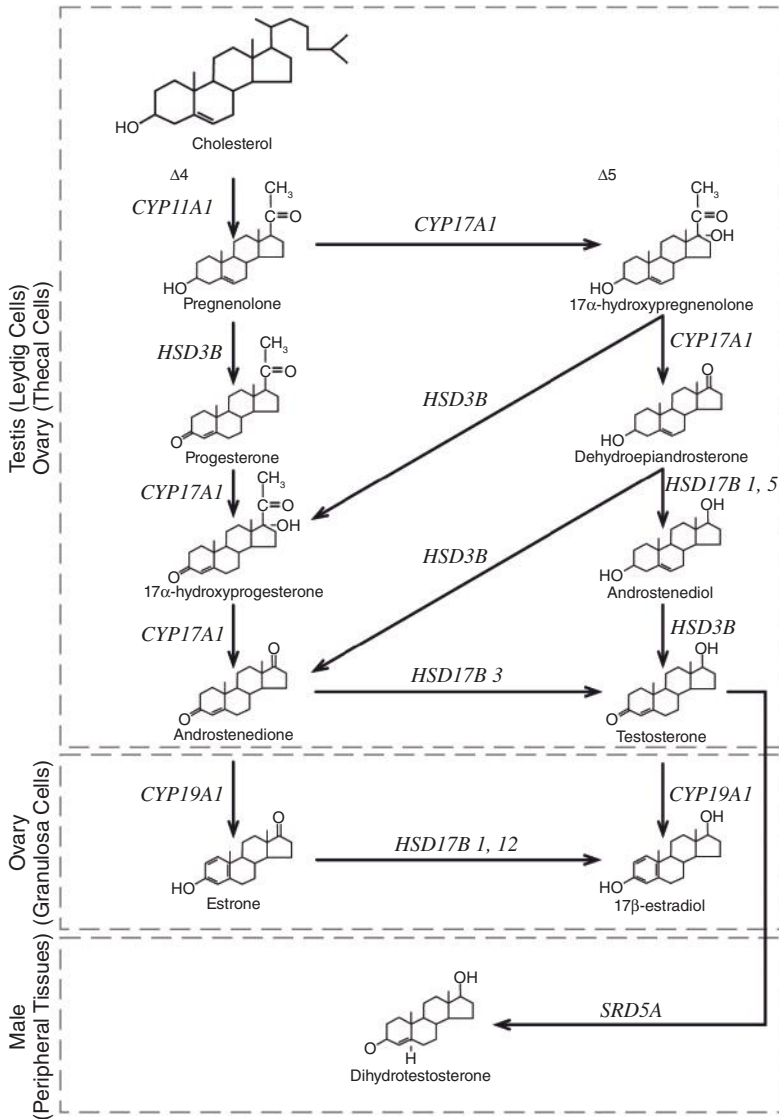 Cholesterol
HO
Δ4
Δ5
CYP11A1
CH3
C=O
HO
Pregnenolone
CYP17A1
CH3
C=O
OH
HO
17α-hydroxypregnenolone
HSD3B
CH3
C=O
O
Progesterone
HSD3B
CYP17A1
O
HO
Dehydroepiandrosterone
CYP17A1
CH3
C=O
OH
O
17α-hydroxyprogesterone
HSD3B
HSD17B 1, 5
OH
HO
Androstenediol
CYP17A1
O
O
Androstenedione
HSD17B 3
HSD3B
OH
O
Testosterone
Testis (Leydig Cells)
Ovary (Thecal Cells)
CYP19A1
O
HO
Estrone
HSD17B 1, 12
CYP19A1
OH
HO
17β-estradiol
Ovary
(Granulosa Cells)
OH
O
H
Dihydrotestosterone
SRD5A
Male
(Peripheral Tissues)